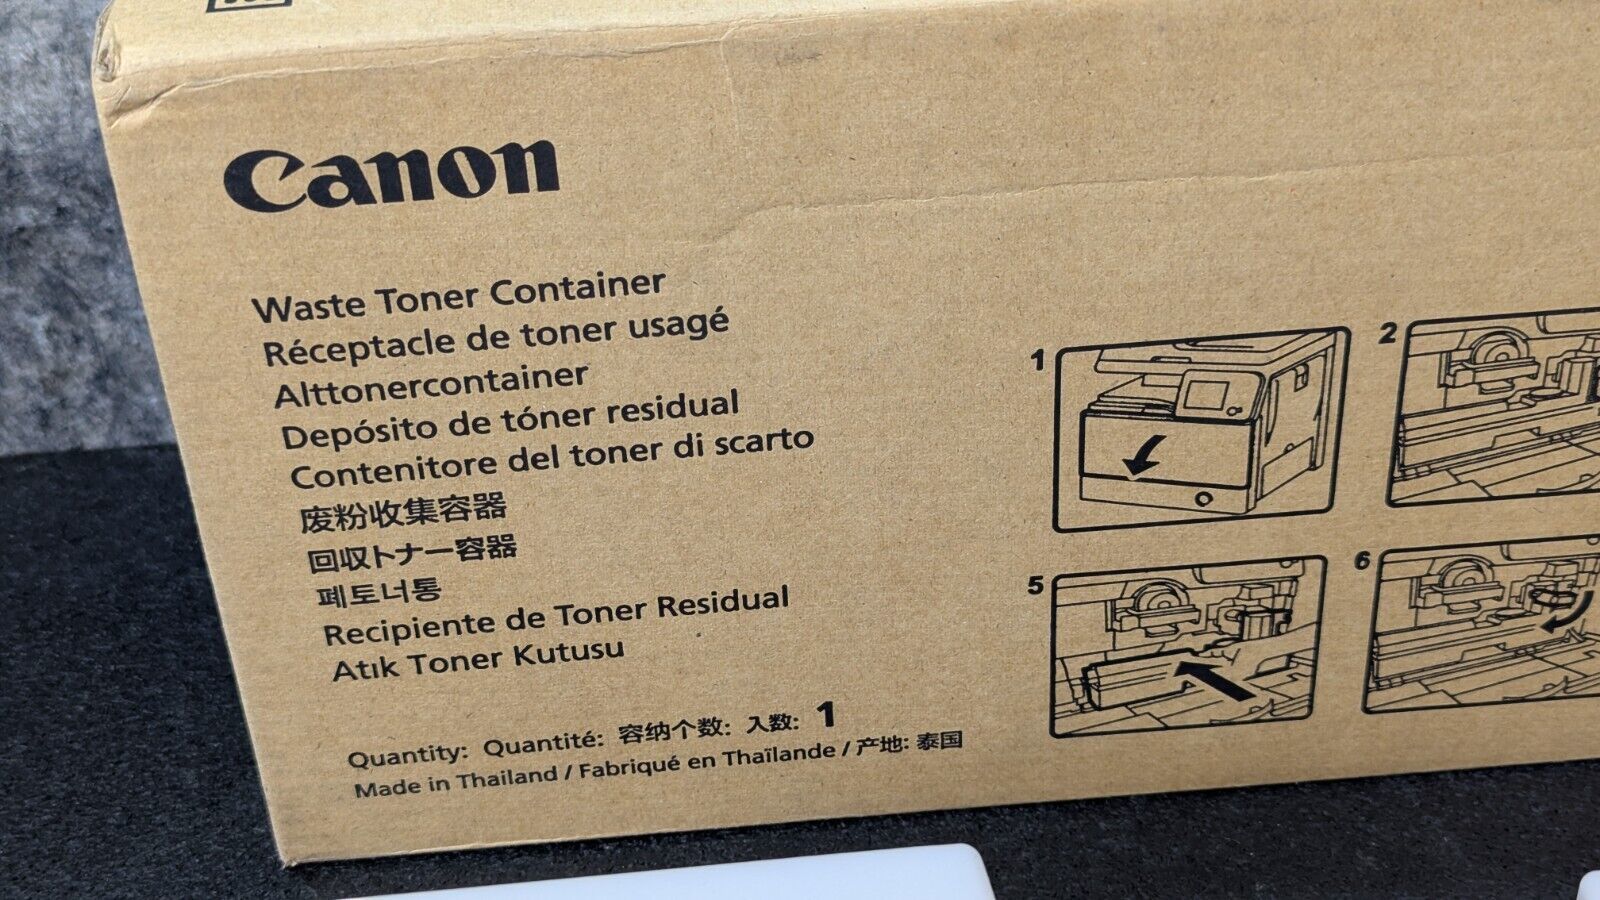 Canon
Waste Toner Container
Réceptacle de toner usagé
Alttonercontainer
Depósito de tóner residual
Contenitore del toner di scarto
废粉收集容器
回収トナー容器
폐토너통
Recipiente de Toner Residual
Atık Toner Kutusu
Quantity: Quantité: 容纳个数: 入数: 1
Made in Thailand / Fabriqué en Thaïlande / 产地: 泰国
1
2
5
6